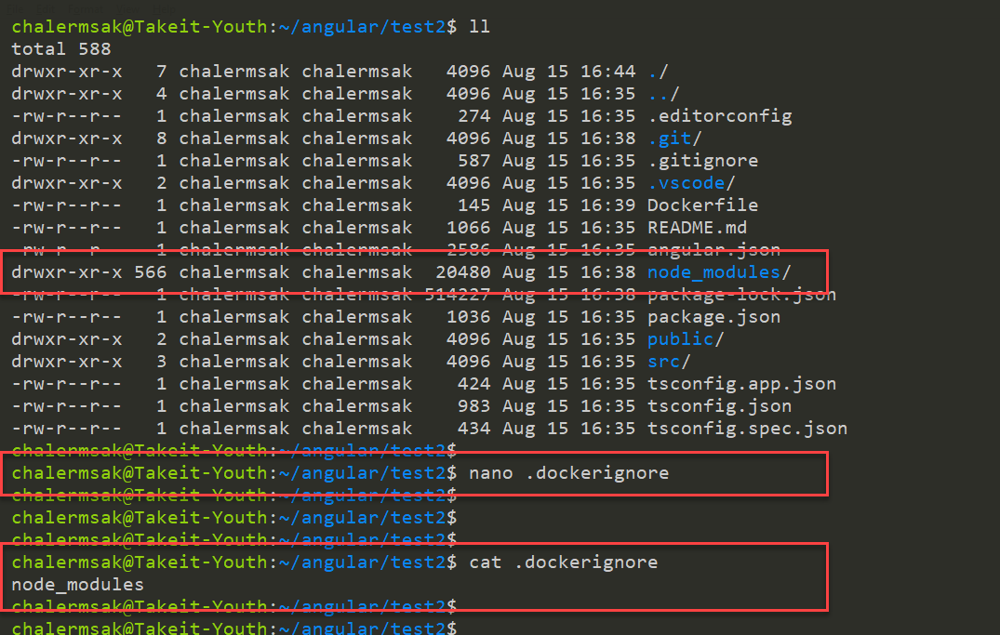 chalermsak@Takeit-Youth:~/angular/test2$ ll
total 588
drwxr-xr-x   7 chalermsak chalermsak   4096 Aug 15 16:44 ./
drwxr-xr-x   4 chalermsak chalermsak   4096 Aug 15 16:35 ../
-rw-r--r--   1 chalermsak chalermsak    274 Aug 15 16:35 .editorconfig
drwxr-xr-x   8 chalermsak chalermsak   4096 Aug 15 16:38 .git/
-rw-r--r--   1 chalermsak chalermsak    587 Aug 15 16:35 .gitignore
drwxr-xr-x   2 chalermsak chalermsak   4096 Aug 15 16:35 .vscode/
-rw-r--r--   1 chalermsak chalermsak    145 Aug 15 16:39 Dockerfile
-rw-r--r--   1 chalermsak chalermsak   1066 Aug 15 16:35 README.md
-rw-r--r--   1 chalermsak chalermsak   2586 Aug 15 16:35 angular.json
drwxr-xr-x 566 chalermsak chalermsak  20480 Aug 15 16:38 node_modules/
-rw-r--r--   1 chalermsak chalermsak 514227 Aug 15 16:38 package-lock.json
-rw-r--r--   1 chalermsak chalermsak   1036 Aug 15 16:35 package.json
drwxr-xr-x   2 chalermsak chalermsak   4096 Aug 15 16:35 public/
drwxr-xr-x   3 chalermsak chalermsak   4096 Aug 15 16:35 src/
-rw-r--r--   1 chalermsak chalermsak    424 Aug 15 16:35 tsconfig.app.json
-rw-r--r--   1 chalermsak chalermsak    983 Aug 15 16:35 tsconfig.json
-rw-r--r--   1 chalermsak chalermsak    434 Aug 15 16:35 tsconfig.spec.json
chalermsak@Takeit-Youth:~/angular/test2$
chalermsak@Takeit-Youth:~/angular/test2$ nano .dockerignore
chalermsak@Takeit-Youth:~/angular/test2$
chalermsak@Takeit-Youth:~/angular/test2$
chalermsak@Takeit-Youth:~/angular/test2$
chalermsak@Takeit-Youth:~/angular/test2$ cat .dockerignore
node_modules
chalermsak@Takeit-Youth:~/angular/test2$
chalermsak@Takeit-Youth:~/angular/test2$